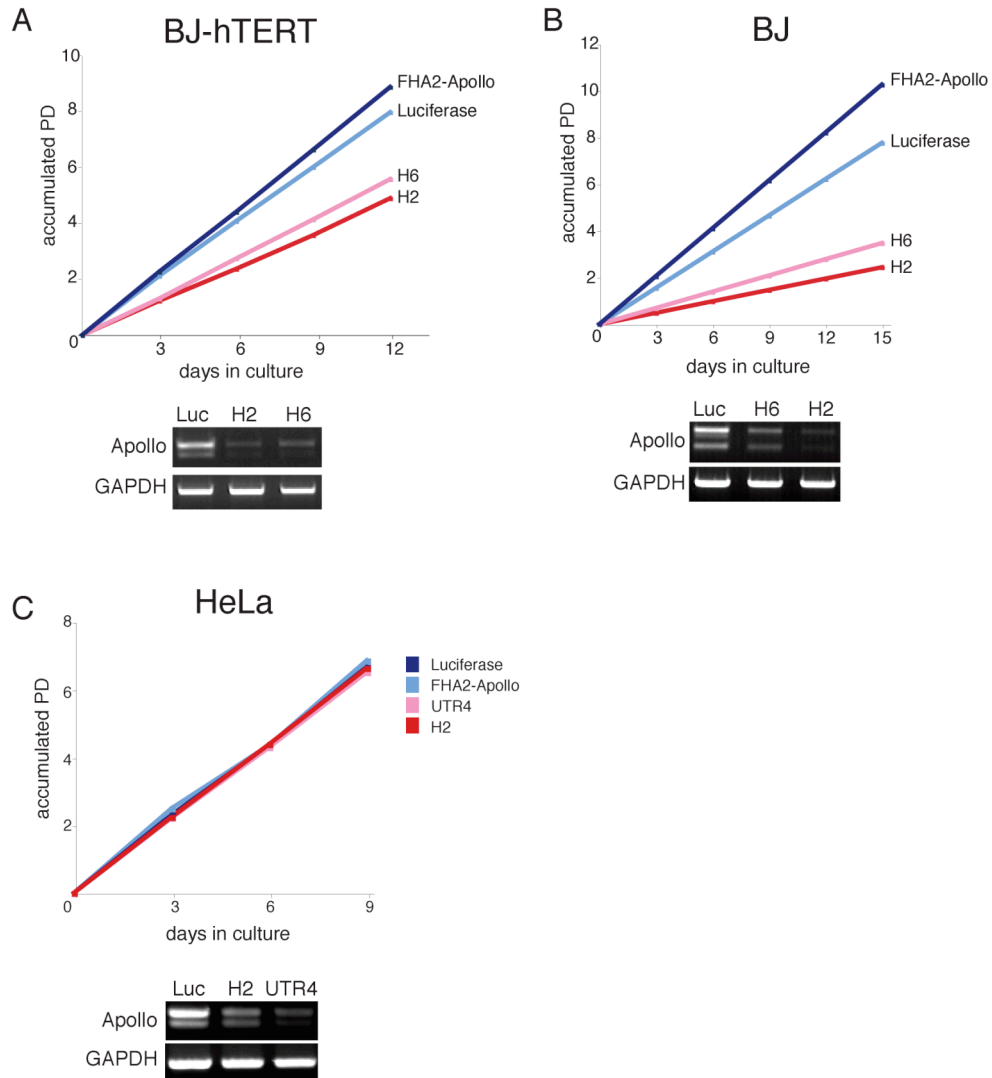 A
BJ-hTERT
10
8
6
4
2
0
accumulated PD
3
6
9
12
days in culture
FHA2-Apollo
Luciferase
H6
H2
Luc H2 H6
Apollo
GAPDH
B
BJ
12
10
8
6
4
2
0
accumulated PD
3
6
9
12
15
days in culture
FHA2-Apollo
Luciferase
H6
H2
Luc H6 H2
Apollo
GAPDH
C
HeLa
8
6
4
2
0
accumulated PD
3
6
9
days in culture
Luciferase
FHA2-Apollo
UTR4
H2
Luc H2 UTR4
Apollo
GAPDH